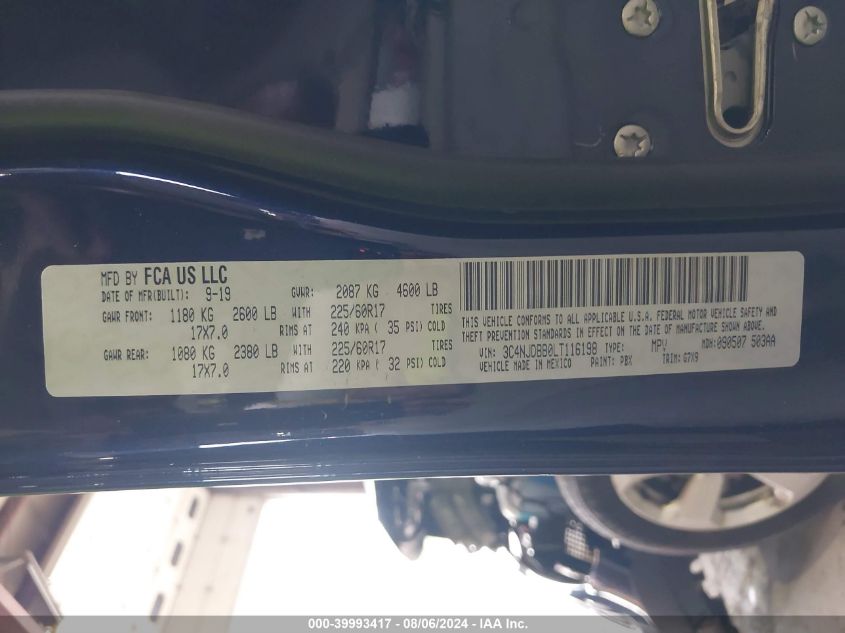 MFD BY FCA US LLC
DATE OF MFR(BUILT): 9-19 GVWR: 2087 KG 4600 LB
GAWR FRONT: 1180 KG 2600 LB WITH 225/60R17 TIRES
17X7.0 RIMS AT 240 KPA ( 35 PSI) COLD
GAWR REAR: 1080 KG 2380 LB WITH 225/60R17 TIRES
17X7.0 RIMS AT 220 KPA ( 32 PSI) COLD
THIS VEHICLE CONFORMS TO ALL APPLICABLE U.S.A. FEDERAL MOTOR VEHICLE SAFETY AND
THEFT PREVENTION STANDARDS IN EFFECT ON THE DATE OF MANUFACTURE SHOWN ABOVE.
VIN: 3C4NJDBB0LT116198 TYPE: MPV MDH: 090507 503AA
VEHICLE MADE IN MEXICO PAINT: PBX TRIM: G7X9
000-39993417 - 08/06/2024 - IAA Inc.